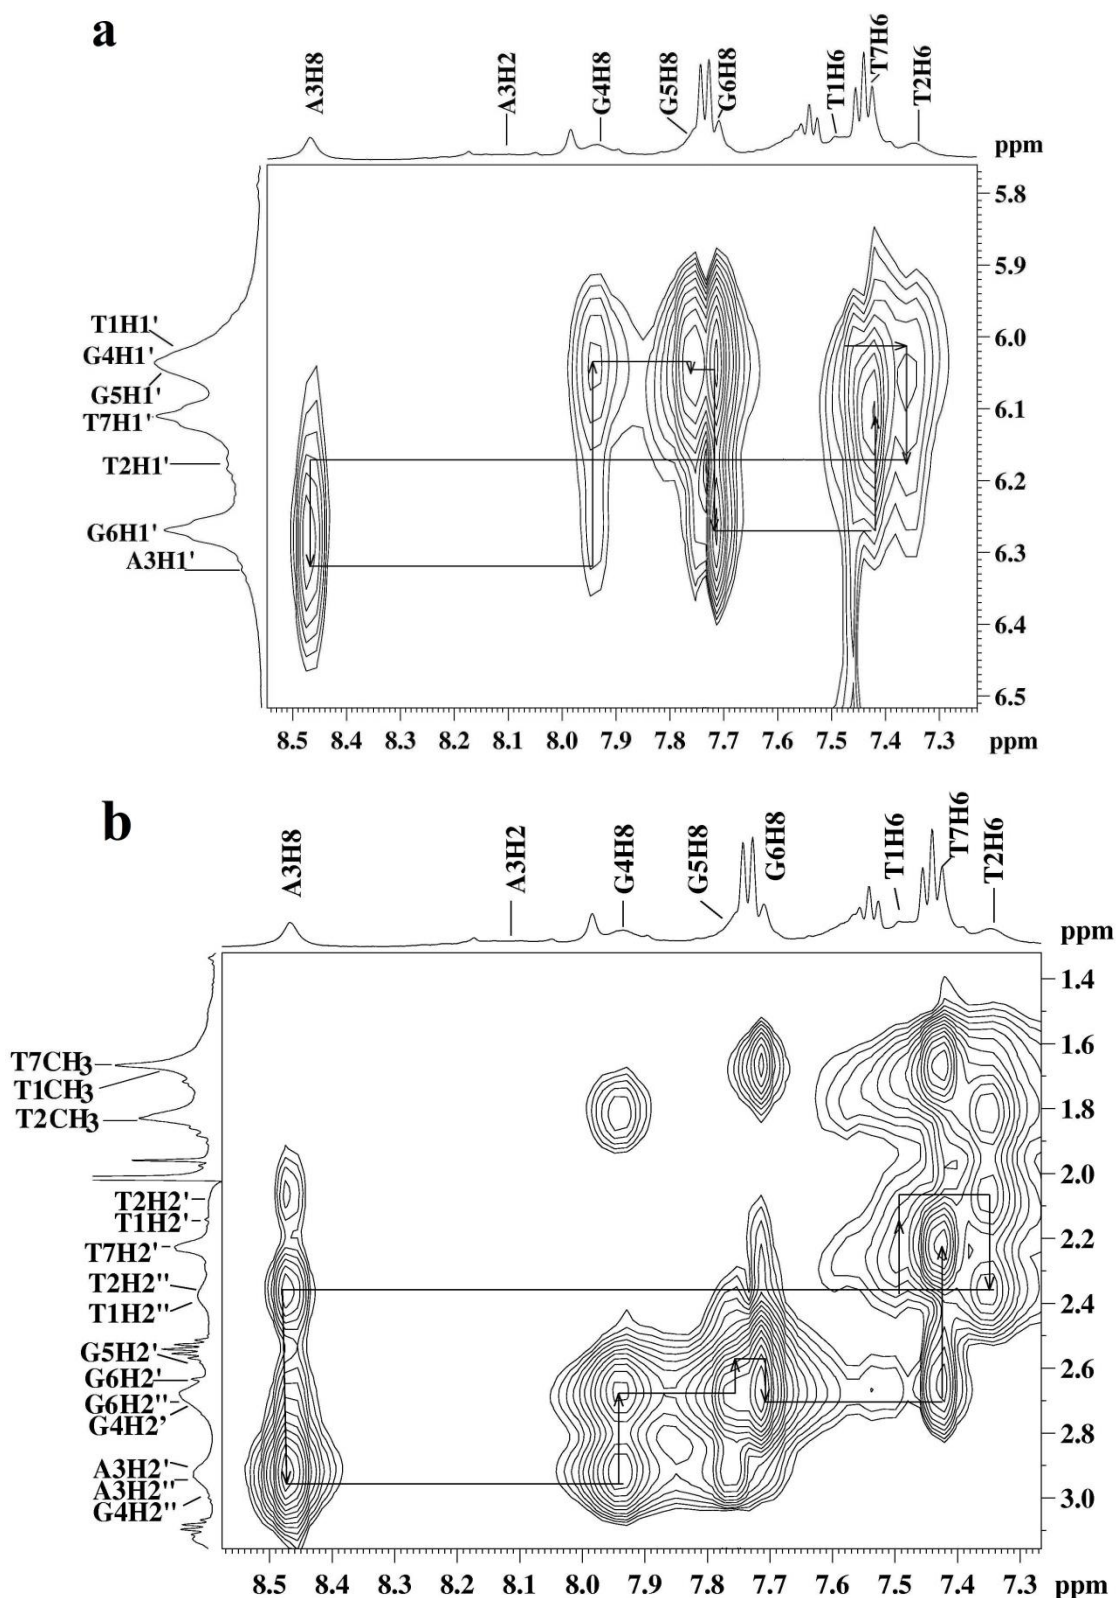 a
A3H8
A3H2
G4H8
G5H8
G6H8
T1H6
T7H6
T2H6
ppm
5.8
5.9
6.0
6.1
6.2
6.3
6.4
6.5
T1H1'
G4H1'
G5H1'
T7H1'
T2H1'
G6H1'
A3H1'
8.5 8.4 8.3 8.2 8.1 8.0 7.9 7.8 7.7 7.6 7.5 7.4 7.3 ppm
b
A3H8
A3H2
G4H8
G5H8
G6H8
T1H6
T7H6
T2H6
ppm
1.4
1.6
1.8
2.0
2.2
2.4
2.6
2.8
3.0
T7CH3
T1CH3
T2CH3
T2H2'
T1H2'
T7H2'
T2H2"
T1H2"
G5H2'
G6H2'
G6H2"
G4H2'
A3H2'
A3H2"
G4H2"
8.5 8.4 8.3 8.2 8.1 8.0 7.9 7.8 7.7 7.6 7.5 7.4 7.3 ppm